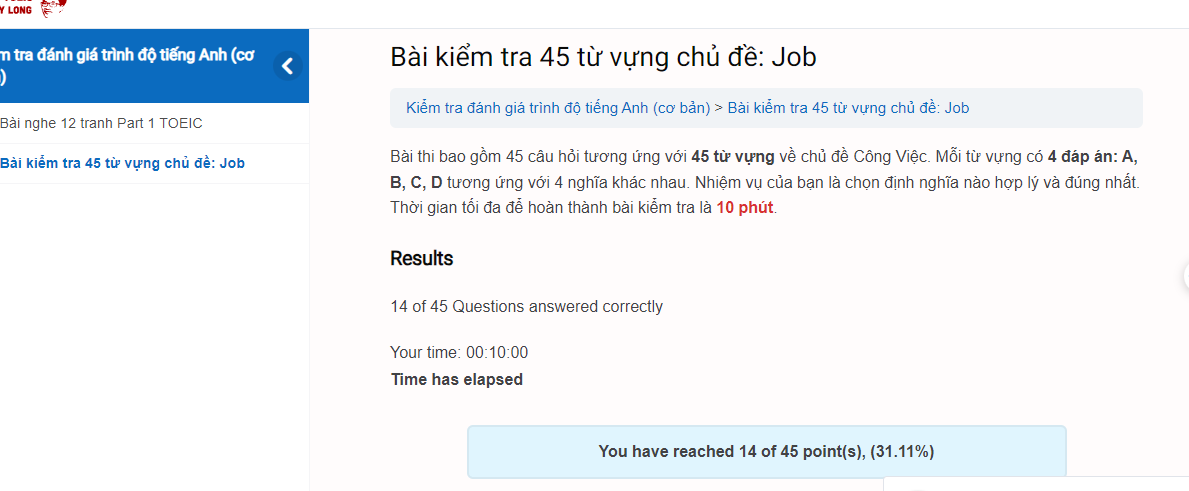 Y LONG
m tra đánh giá trình độ tiếng Anh (cơ
)
Bài nghe 12 tranh Part 1 TOEIC
Bài kiểm tra 45 từ vựng chủ đề: Job
Bài kiểm tra 45 từ vựng chủ đề: Job
Kiểm tra đánh giá trình độ tiếng Anh (cơ bản) > Bài kiểm tra 45 từ vựng chủ đề: Job
Bài thi bao gồm 45 câu hỏi tương ứng với 45 từ vựng về chủ đề Công Việc. Mỗi từ vựng có 4 đáp án: A,
B, C, D tương ứng với 4 nghĩa khác nhau. Nhiệm vụ của bạn là chọn định nghĩa nào hợp lý và đúng nhất.
Thời gian tối đa để hoàn thành bài kiểm tra là 10 phút.
Results
14 of 45 Questions answered correctly
Your time: 00:10:00
Time has elapsed
You have reached 14 of 45 point(s), (31.11%)